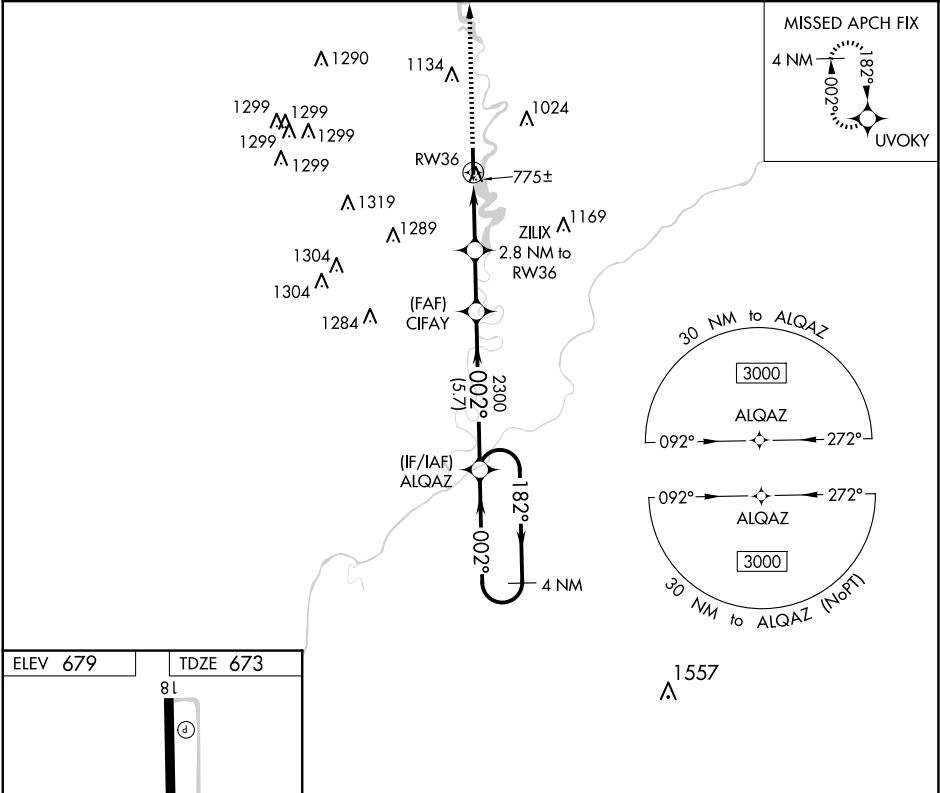 MISSED APCH FIX
4 NM
182°
002°
UVOKY
1290
1134
1299
1299
1299
1299
1299
1024
RW36
775±
1319
1289
1169
ZILIX
2.8 NM to
RW36
1304
1304
1284
(FAF)
CIFAY
2300
002°
(5.7)
(IF/IAF)
ALQAZ
182°
002°
4 NM
30 NM to ALQAZ
3000
ALQAZ
092°
272°
092°
272°
ALQAZ
3000
30 NM to ALQAZ (NoPT)
1557
ELEV 679
TDZE 673
18
P